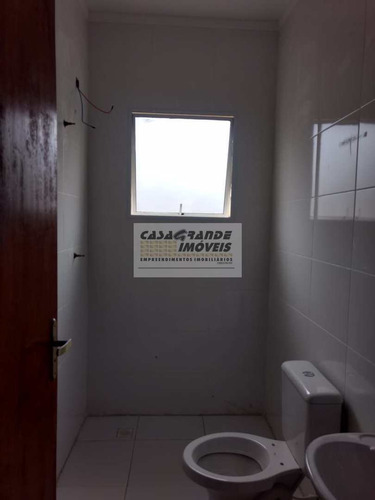 CASAGRANDE
IMÓVEIS
EMPREENDIMENTOS IMOBILIÁRIOS